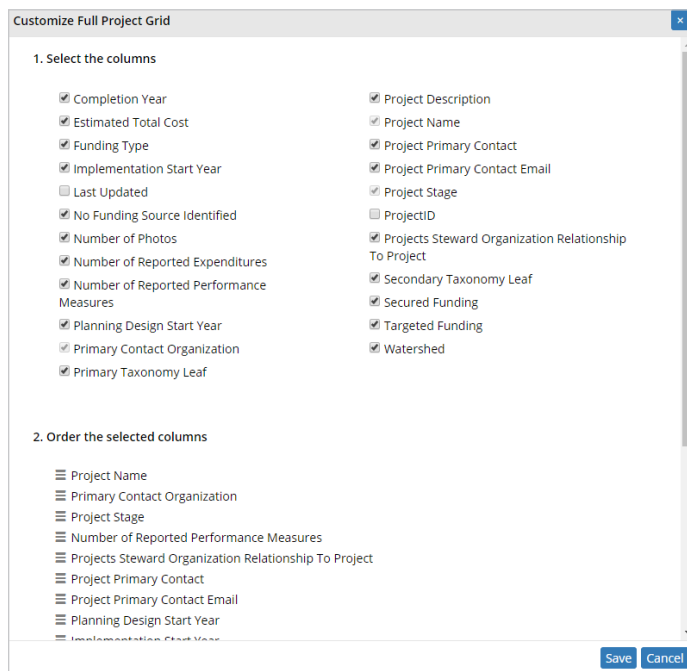 Customize Full Project Grid
×
1. Select the columns
Completion Year
Estimated Total Cost
Funding Type
Implementation Start Year
Last Updated
No Funding Source Identified
Number of Photos
Number of Reported Expenditures
Number of Reported Performance
Measures
Planning Design Start Year
Primary Contact Organization
Primary Taxonomy Leaf
Project Description
Project Name
Project Primary Contact
Project Primary Contact Email
Project Stage
ProjectID
Projects Steward Organization Relationship
To Project
Secondary Taxonomy Leaf
Secured Funding
Targeted Funding
Watershed
2. Order the selected columns
Project Name
Primary Contact Organization
Project Stage
Number of Reported Performance Measures
Projects Steward Organization Relationship To Project
Project Primary Contact
Project Primary Contact Email
Planning Design Start Year
Implementation Start Year
Save
Cancel